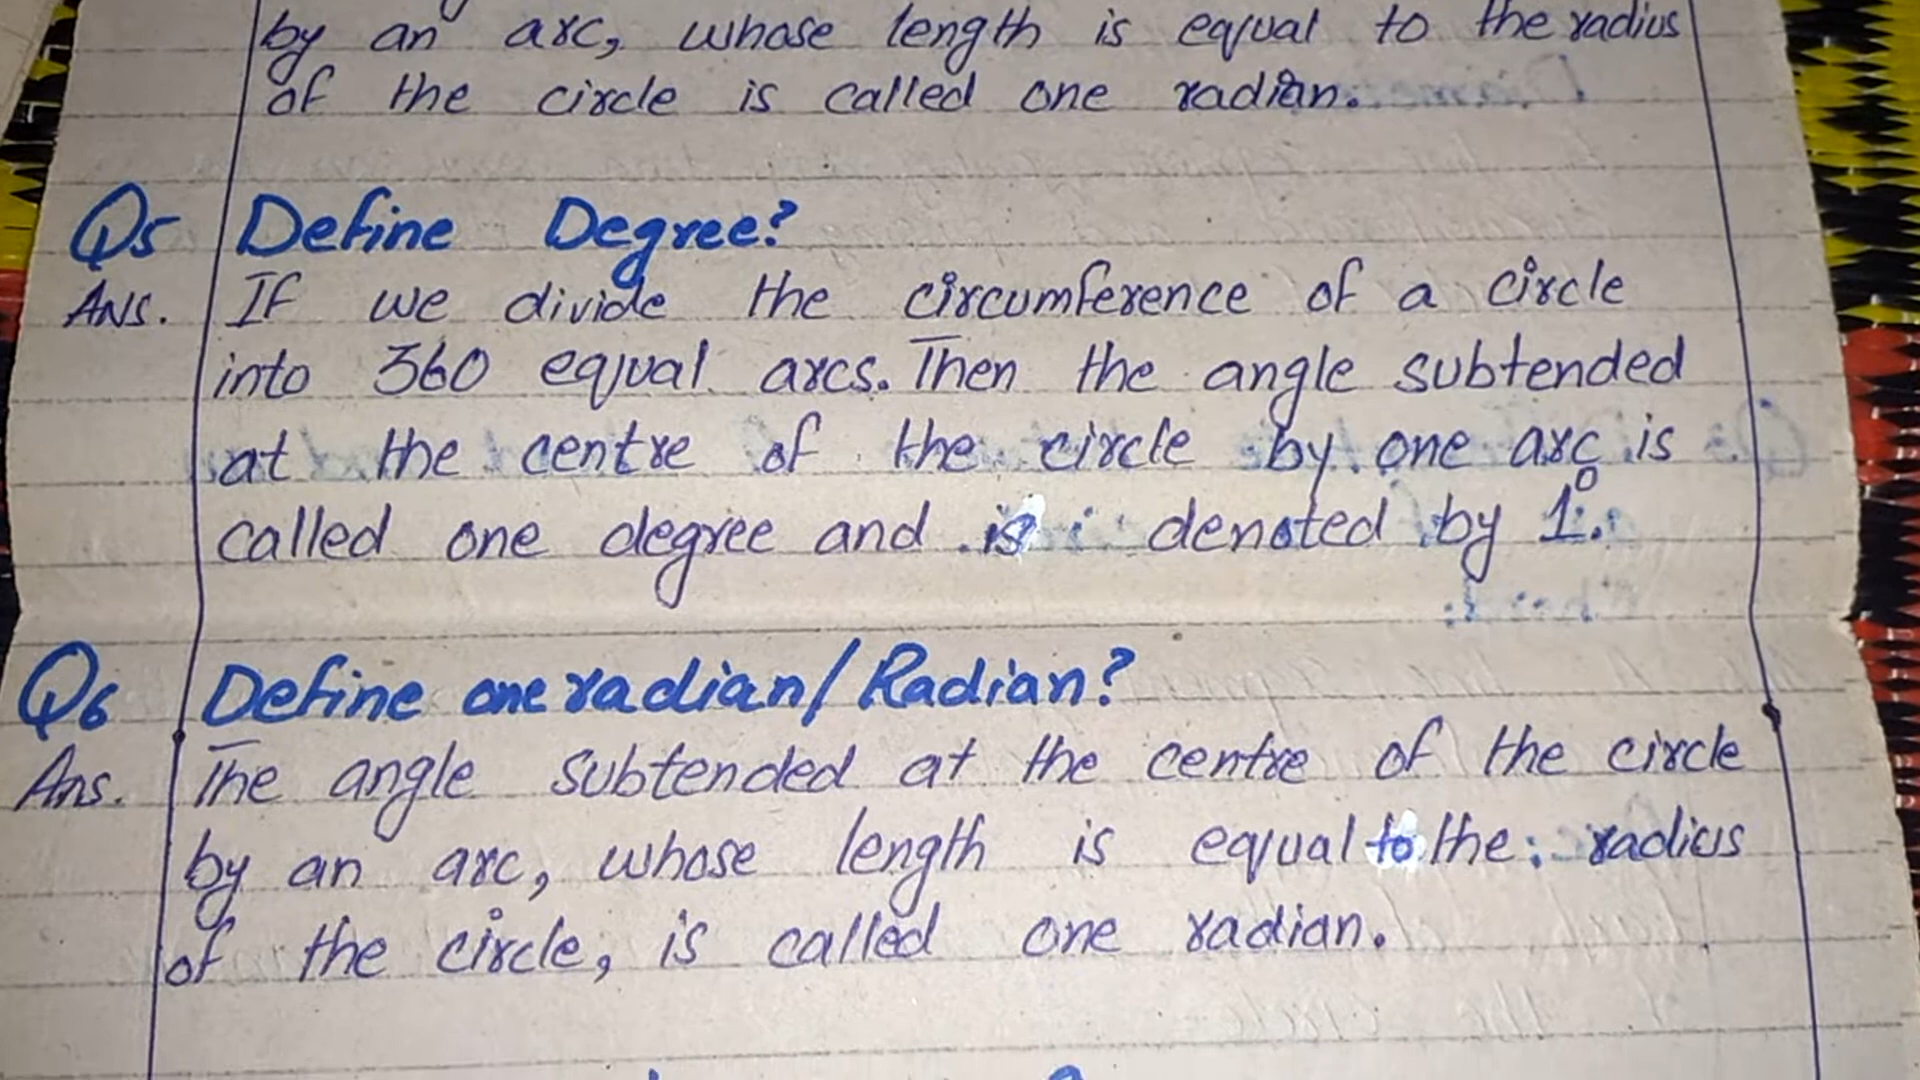 by an arc, whose length is equal to the radius
of the circle is called one radian.
Q5 Define Degree?
ANS. If we divide the circumference of a circle
into 360 equal arcs. Then the angle subtended
at the centre of the circle by one arc is
called one degree and is denoted by 1°.
Q6 Define one radian/Radian?
Ans. The angle subtended at the centre of the circle
by an arc, whose length is equal to the radius
of the circle, is called one radian.